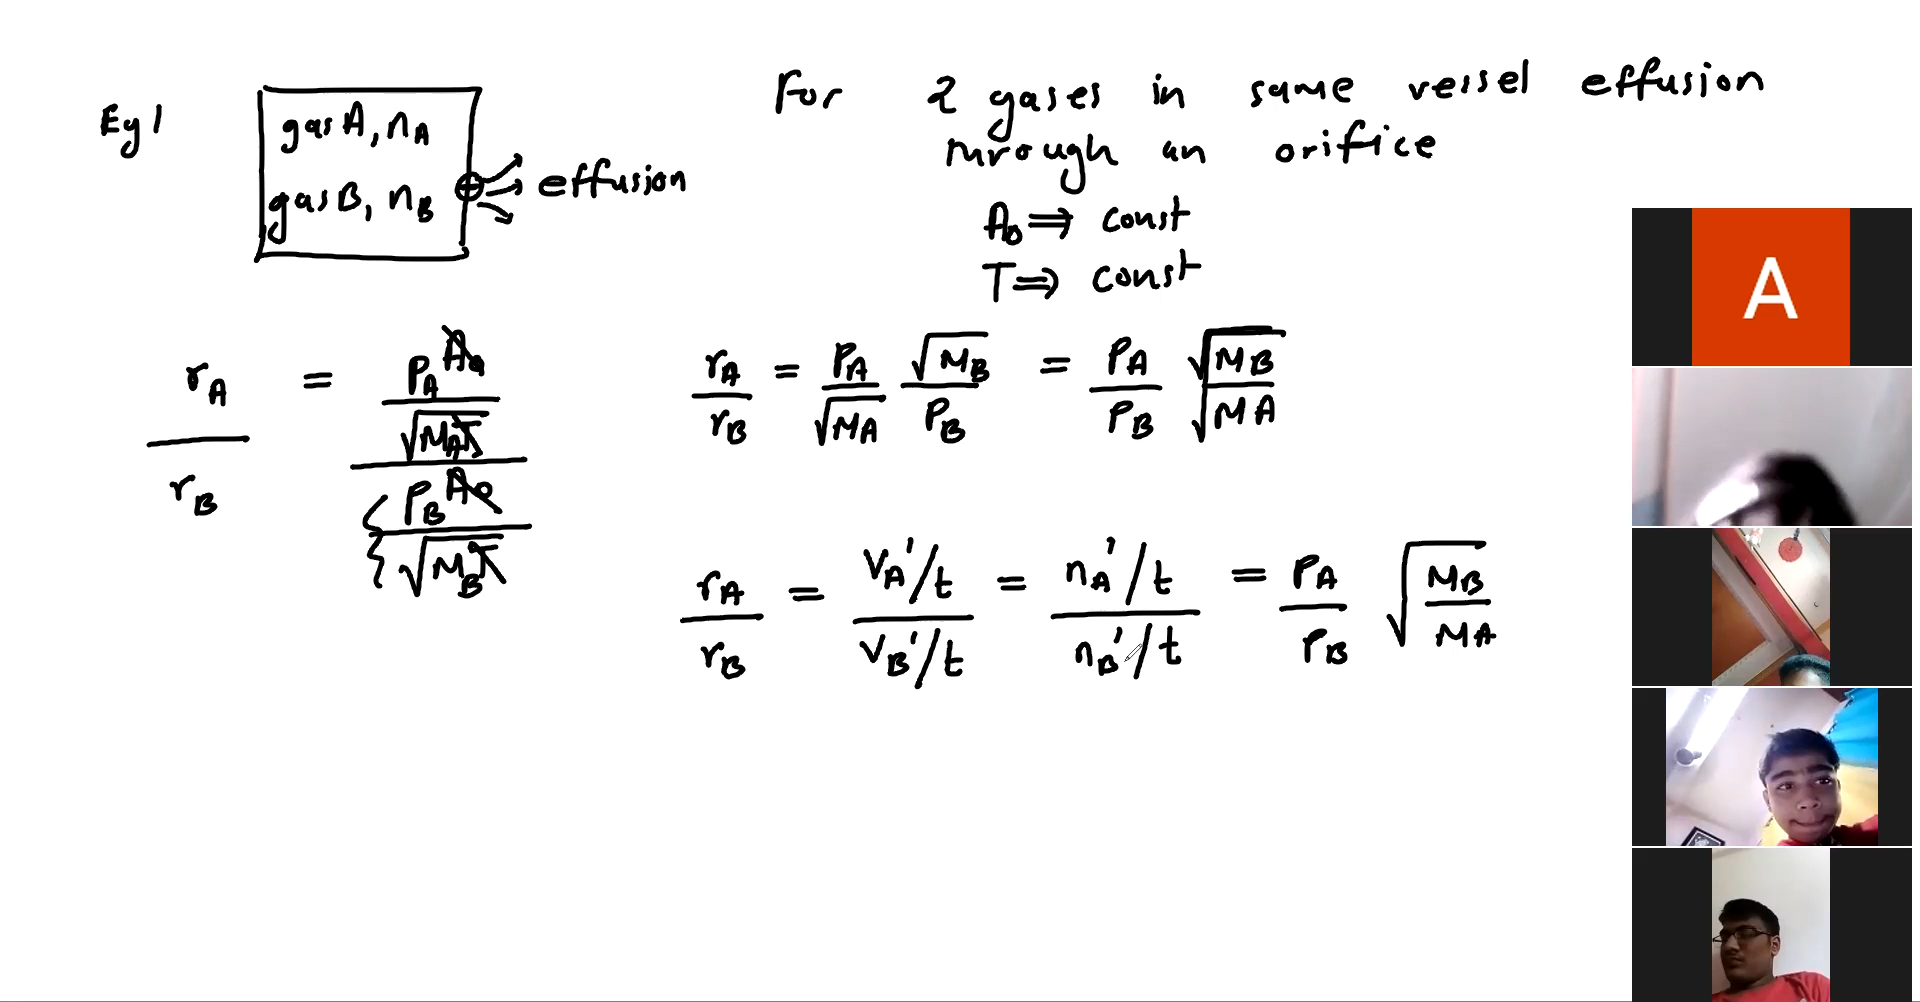 Eg 1
gas A, nA
gas B, nB
effusion
For 2 gases in same vessel effusion
through an orifice
A0 ⇒ const
T ⇒ const
rA / rB = (PA A0 / √(MA T)) / (PB A0 / √(MB T))
rA / rB = PA / √MA √MB / PB = PA / PB √MB / √MA
rA / rB = (VA' / t) / (VB' / t) = (nA' / t) / (nB' / t) = PA / PB √(MB / MA)
A